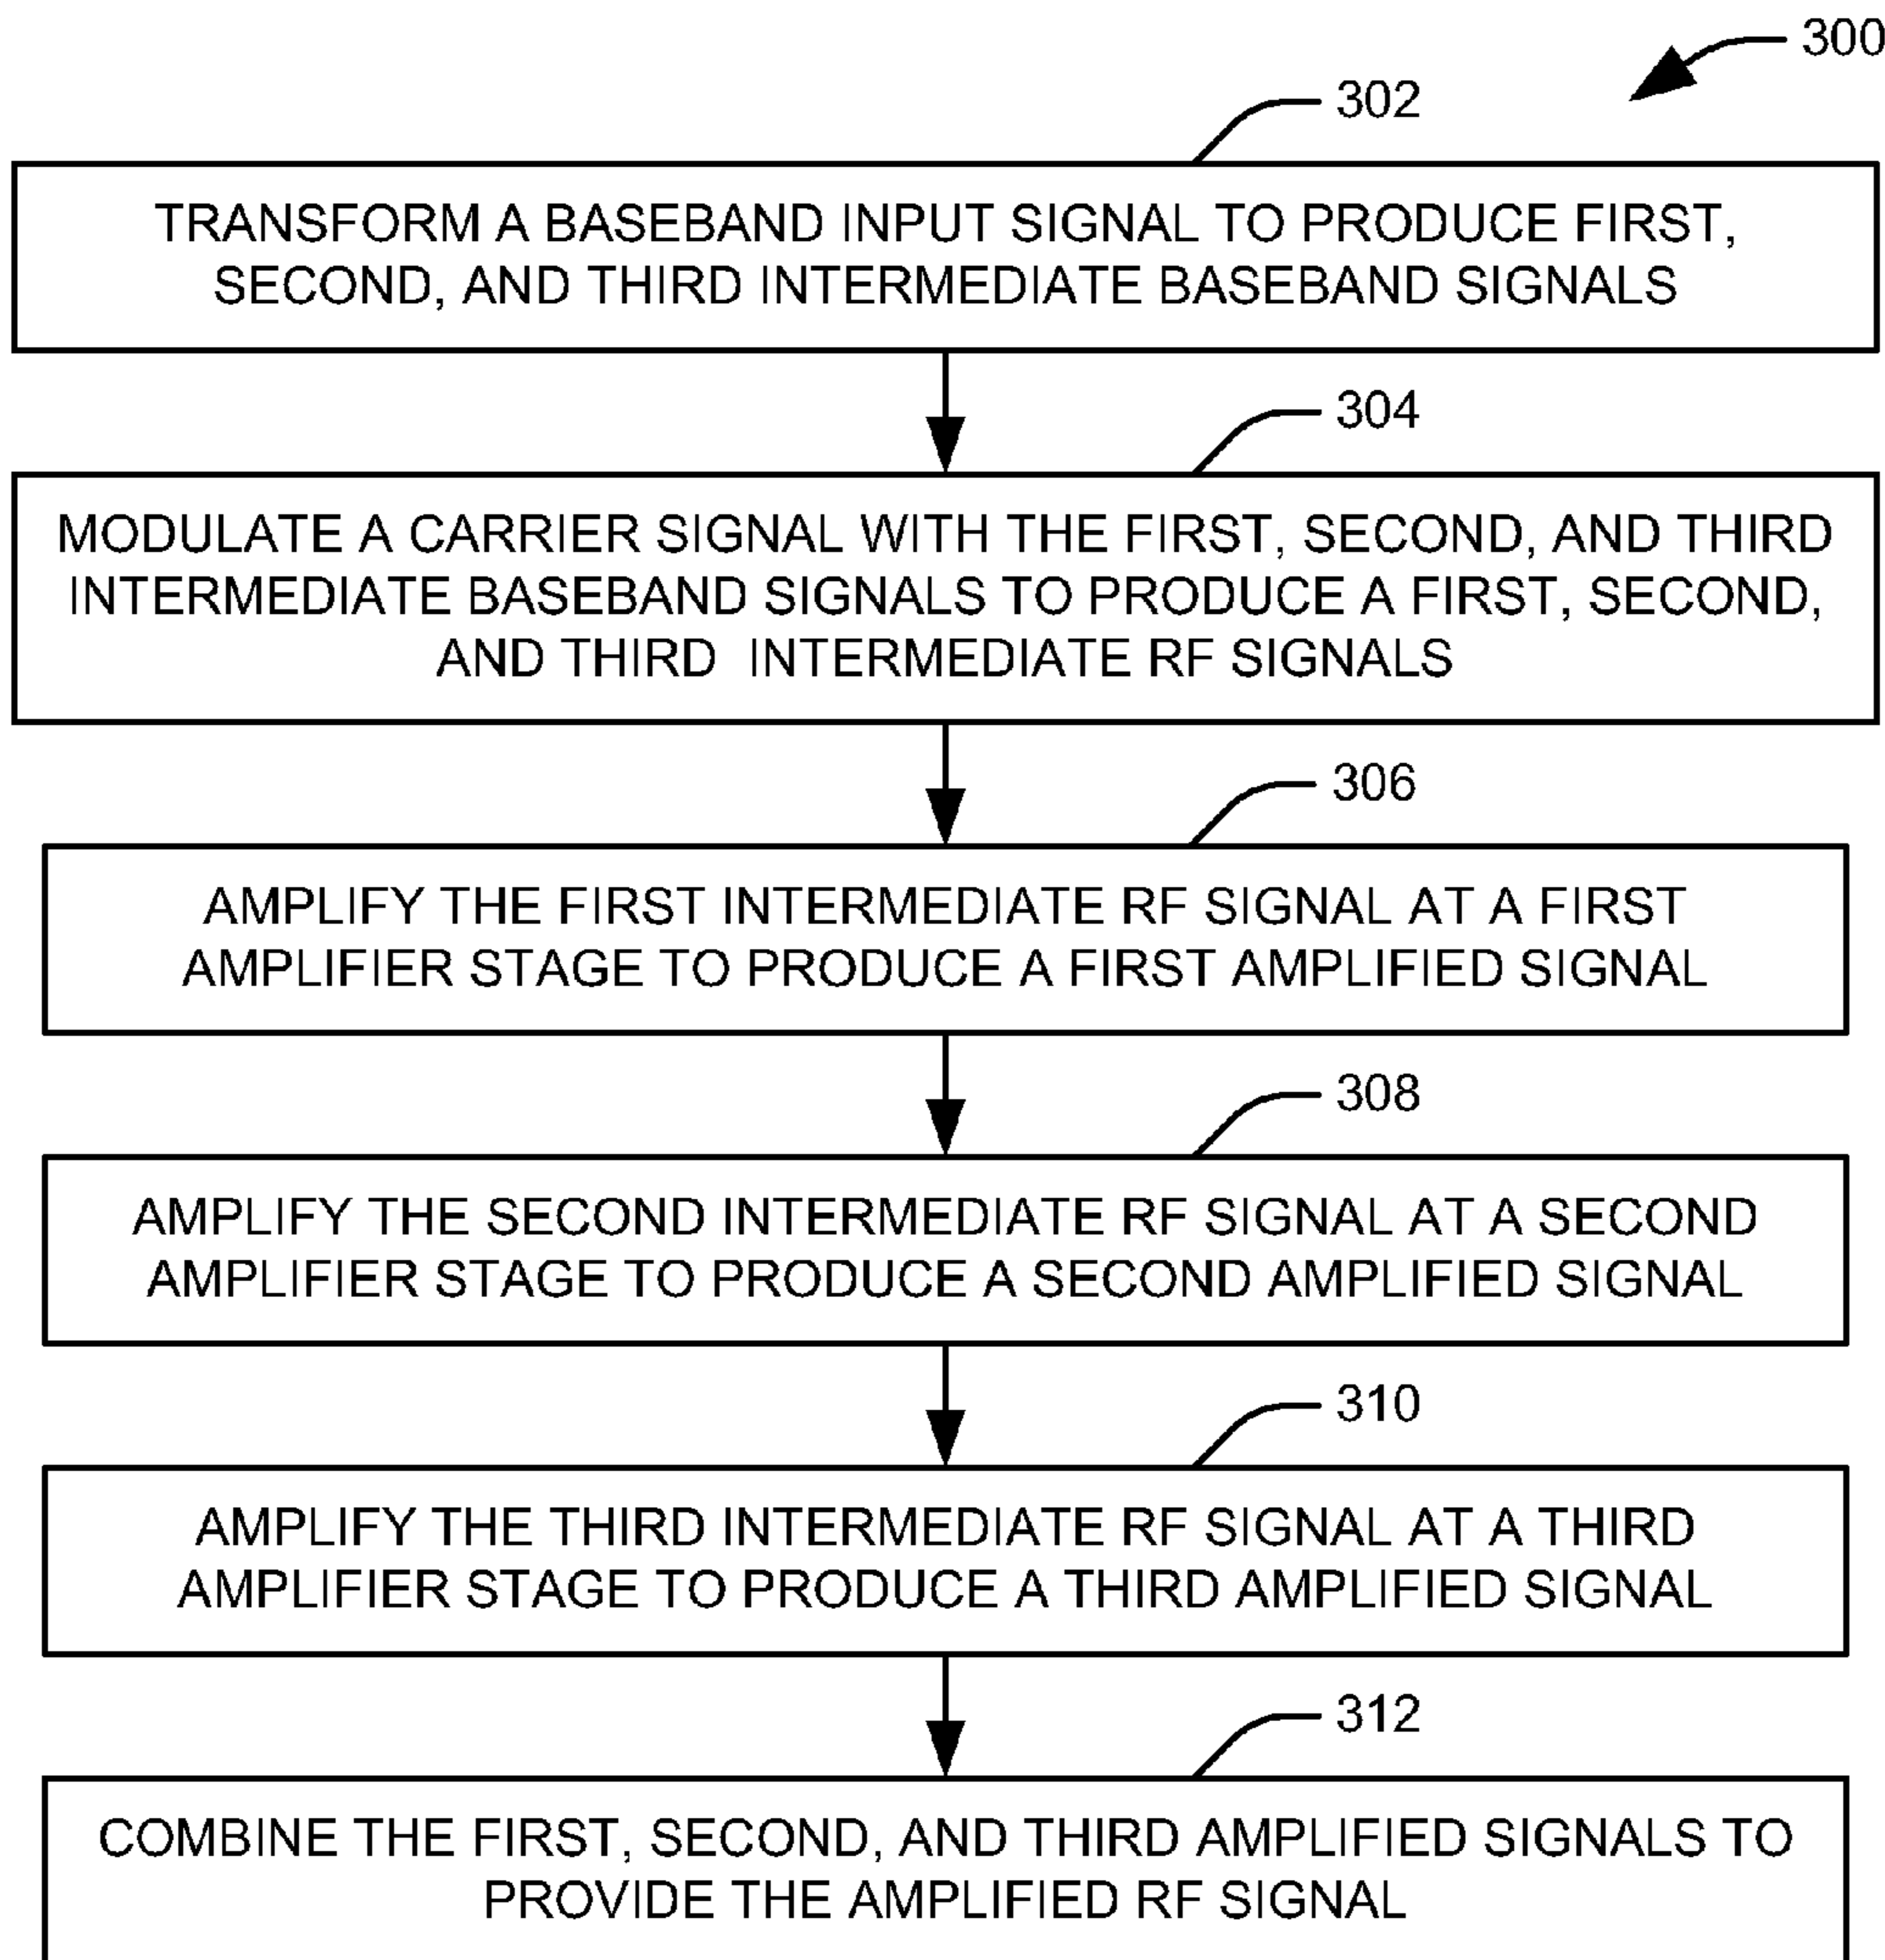 300
302
TRANSFORM A BASEBAND INPUT SIGNAL TO PRODUCE FIRST,
SECOND, AND THIRD INTERMEDIATE BASEBAND SIGNALS
304
MODULATE A CARRIER SIGNAL WITH THE FIRST, SECOND, AND THIRD
INTERMEDIATE BASEBAND SIGNALS TO PRODUCE A FIRST, SECOND,
AND THIRD INTERMEDIATE RF SIGNALS
306
AMPLIFY THE FIRST INTERMEDIATE RF SIGNAL AT A FIRST
AMPLIFIER STAGE TO PRODUCE A FIRST AMPLIFIED SIGNAL
308
AMPLIFY THE SECOND INTERMEDIATE RF SIGNAL AT A SECOND
AMPLIFIER STAGE TO PRODUCE A SECOND AMPLIFIED SIGNAL
310
AMPLIFY THE THIRD INTERMEDIATE RF SIGNAL AT A THIRD
AMPLIFIER STAGE TO PRODUCE A THIRD AMPLIFIED SIGNAL
312
COMBINE THE FIRST, SECOND, AND THIRD AMPLIFIED SIGNALS TO
PROVIDE THE AMPLIFIED RF SIGNAL